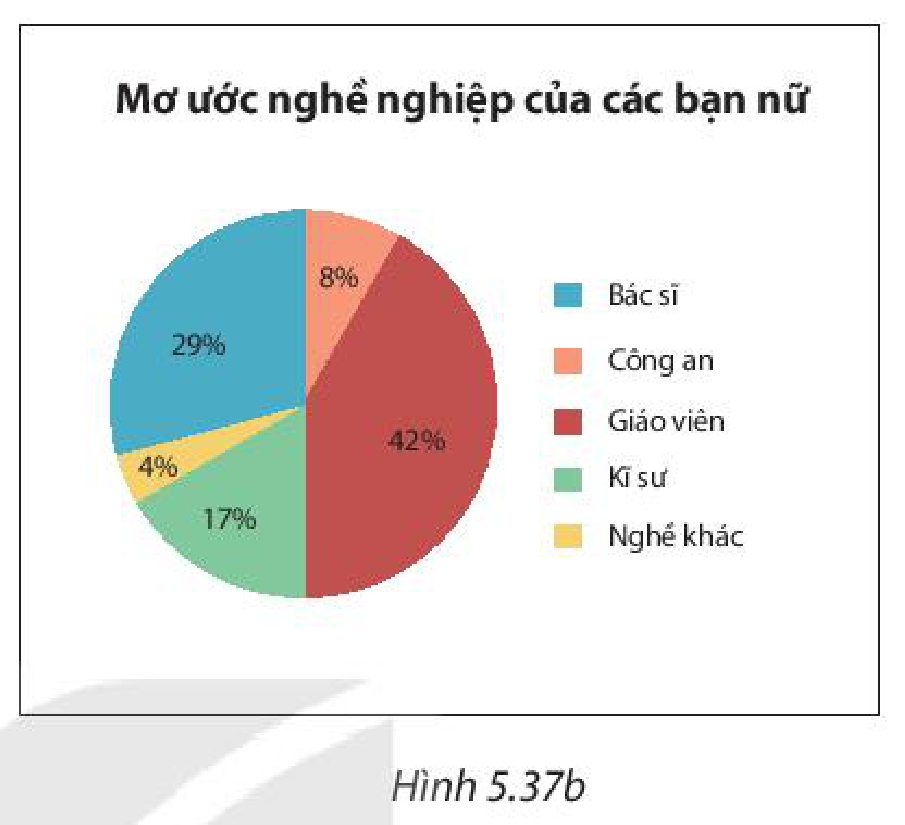 Mơ ước nghề nghiệp của các bạn nữ
8%
29%
42%
4%
17%
Bác sĩ
Công an
Giáo viên
Kĩ sư
Nghề khác
Hình 5.37b